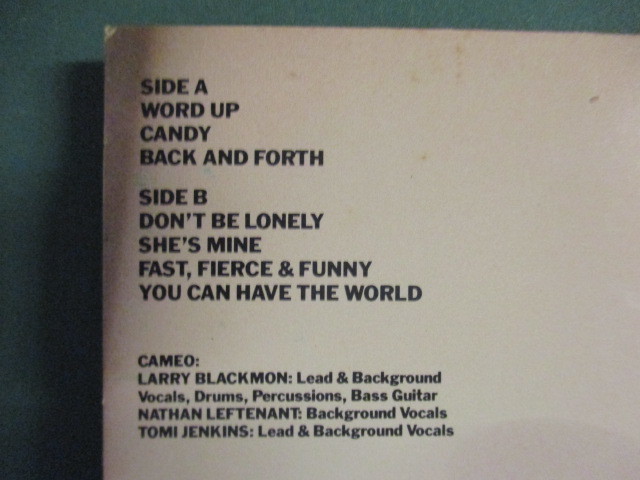 SIDE A
WORD UP
CANDY
BACK AND FORTH
SIDE B
DON'T BE LONELY
SHE'S MINE
FAST, FIERCE & FUNNY
YOU CAN HAVE THE WORLD
CAMEO:
LARRY BLACKMON: Lead & Background
Vocals, Drums, Percussions, Bass Guitar
NATHAN LEFTENANT: Background Vocals
TOMI JENKINS: Lead & Background Vocals